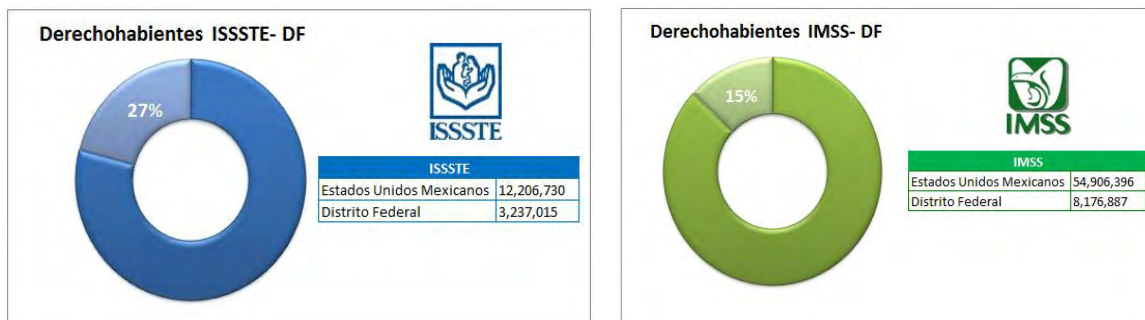 Derechohabientes ISSSTE- DF
27%
ISSSTE
ISSSTE
Estados Unidos Mexicanos 12,206,730
Distrito Federal 3,237,015
Derechohabientes IMSS- DF
15%
IMSS
IMSS
Estados Unidos Mexicanos 54,906,396
Distrito Federal 8,176,887